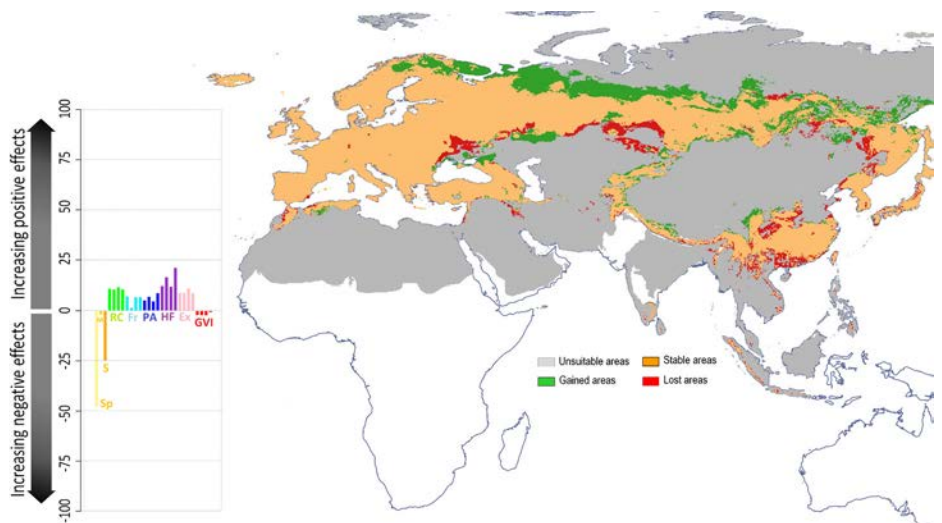 Increasing positive effects
Increasing negative effects
100
75
50
25
0
-25
-50
-75
-100
RC
Fr
PA
HF
Ex
GVI
S
Sp
Unsuitable areas
Stable areas
Gained areas
Lost areas